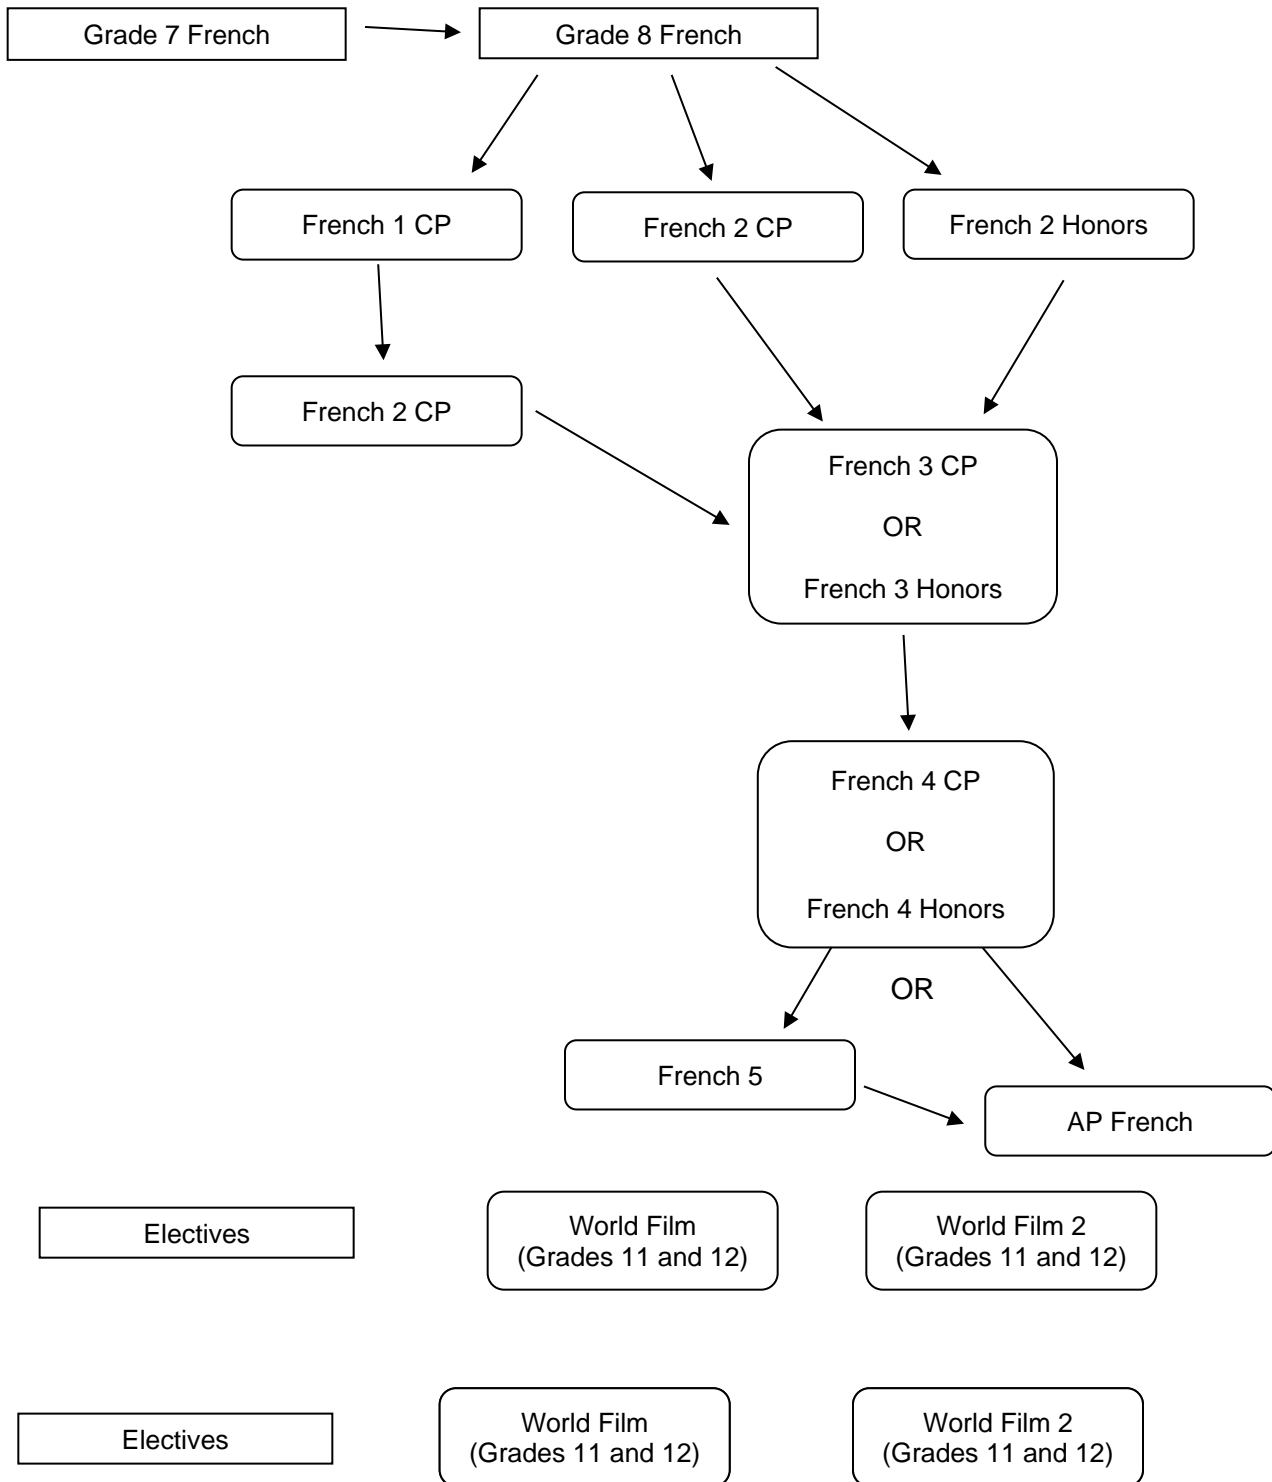 Grade 7 French
Grade 8 French
French 1 CP
French 2 CP
French 2 Honors
French 2 CP
French 3 CP
OR
French 3 Honors
French 4 CP
OR
French 4 Honors
OR
French 5
AP French
Electives
World Film
(Grades 11 and 12)
World Film 2
(Grades 11 and 12)
Electives
World Film
(Grades 11 and 12)
World Film 2
(Grades 11 and 12)